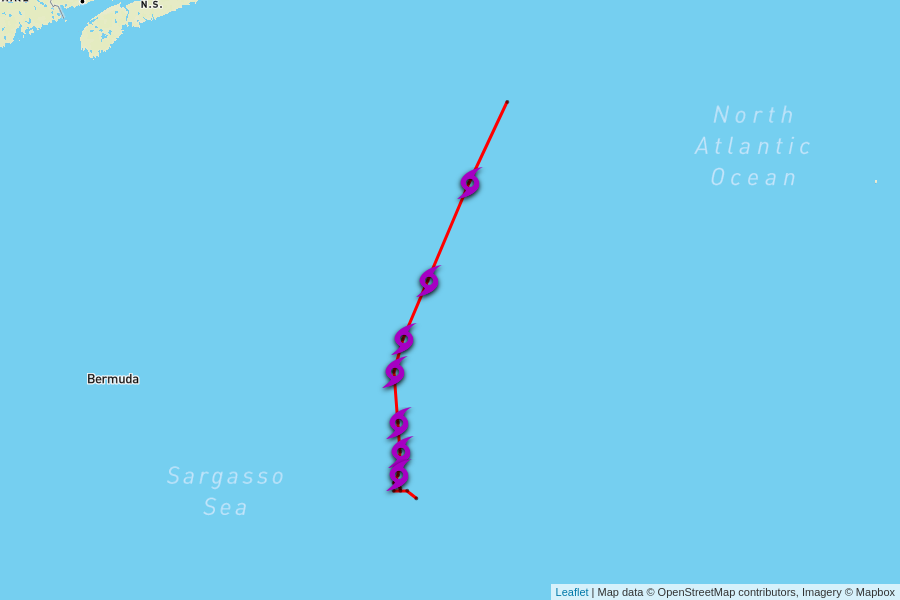 N.S.
North
Atlantic
Ocean
Bermuda
Sargasso
Sea
Leaflet | Map data © OpenStreetMap contributors, Imagery © Mapbox